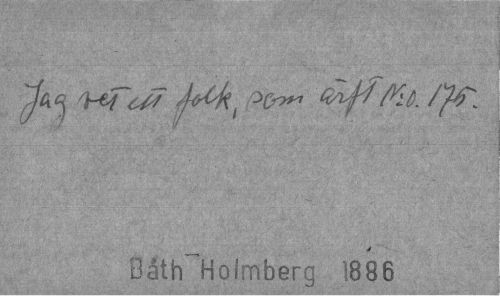 Jag vet ett folk, som ärft N:o. 175.
Båth Holmberg 1886